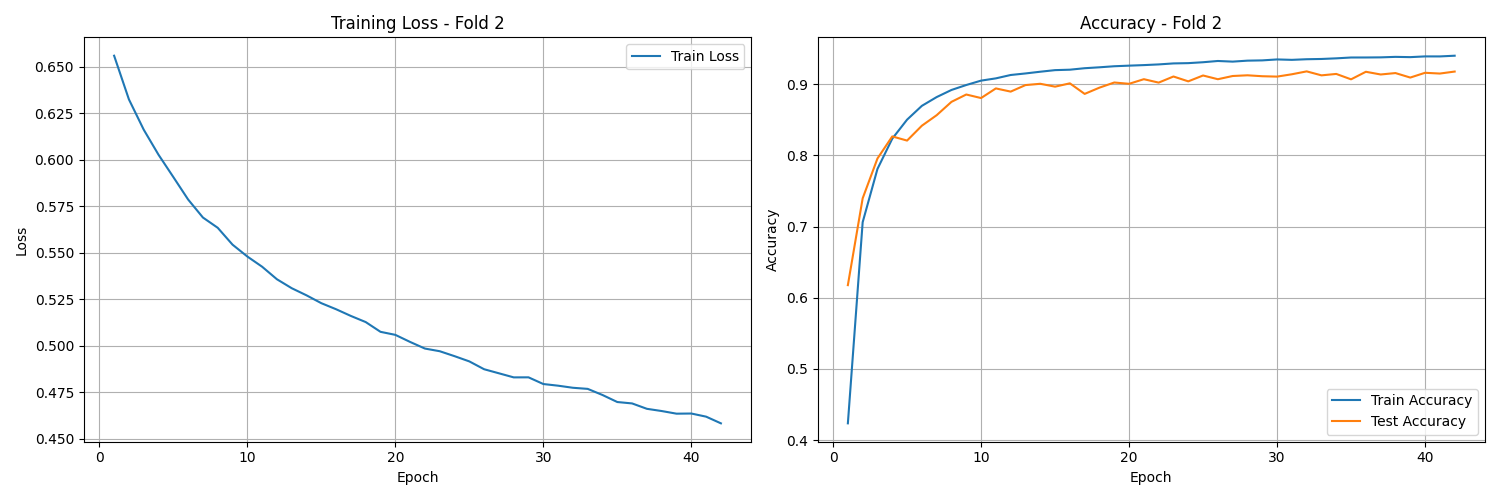 Training Loss - Fold 2
Train Loss
0.650
0.625
0.600
0.575
0.550
0.525
0.500
0.475
0.450
Loss
0
10
20
30
40
Epoch
Accuracy - Fold 2
0.9
0.8
0.7
0.6
0.5
0.4
Accuracy
Train Accuracy
Test Accuracy
0
10
20
30
40
Epoch